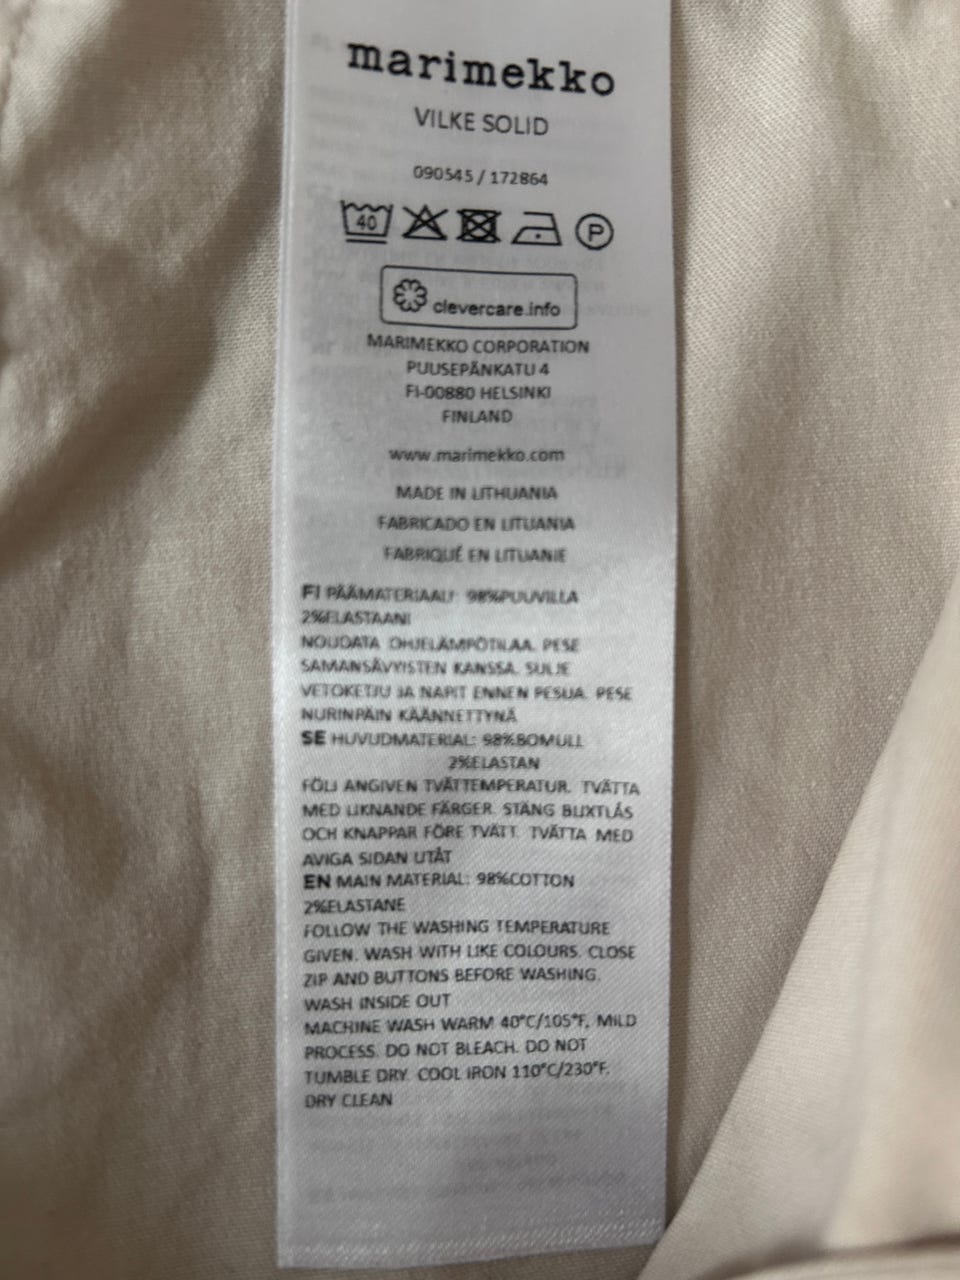 marimekko
VILKE SOLID
090545 / 172864
40 P
clevercare.info
MARIMEKKO CORPORATION
PUUSEPÄNKATU 4
FI-00880 HELSINKI
FINLAND
www.marimekko.com
MADE IN LITHUANIA
FABRICADO EN LITUANIA
FABRIQUÉ EN LITUANIE
FI PÄÄMATERIAALI: 98%PUUVILLA
2%ELASTAANI
NOUDATA OHJELÄMPÖTILAA. PESE
SAMANSÄVYISTEN KANSSA. SULJE
VETOKETJU JA NAPIT ENNEN PESUA. PESE
NURINPÄIN KÄÄNNETTYNÄ
SE HUVUDMATERIAL: 98%BOMULL
2%ELASTAN
FÖLJ ANGIVEN TVÄTTEMPERATUR. TVÄTTA
MED LIKNANDE FÄRGER. STÄNG BLIXTLÅS
OCH KNAPPAR FÖRE TVÄTT. TVÄTTA MED
AVIGA SIDAN UTÅT
EN MAIN MATERIAL: 98%COTTON
2%ELASTANE
FOLLOW THE WASHING TEMPERATURE
GIVEN. WASH WITH LIKE COLOURS. CLOSE
ZIP AND BUTTONS BEFORE WASHING.
WASH INSIDE OUT
MACHINE WASH WARM 40°C/105°F, MILD
PROCESS. DO NOT BLEACH. DO NOT
TUMBLE DRY. COOL IRON 110°C/230°F.
DRY CLEAN